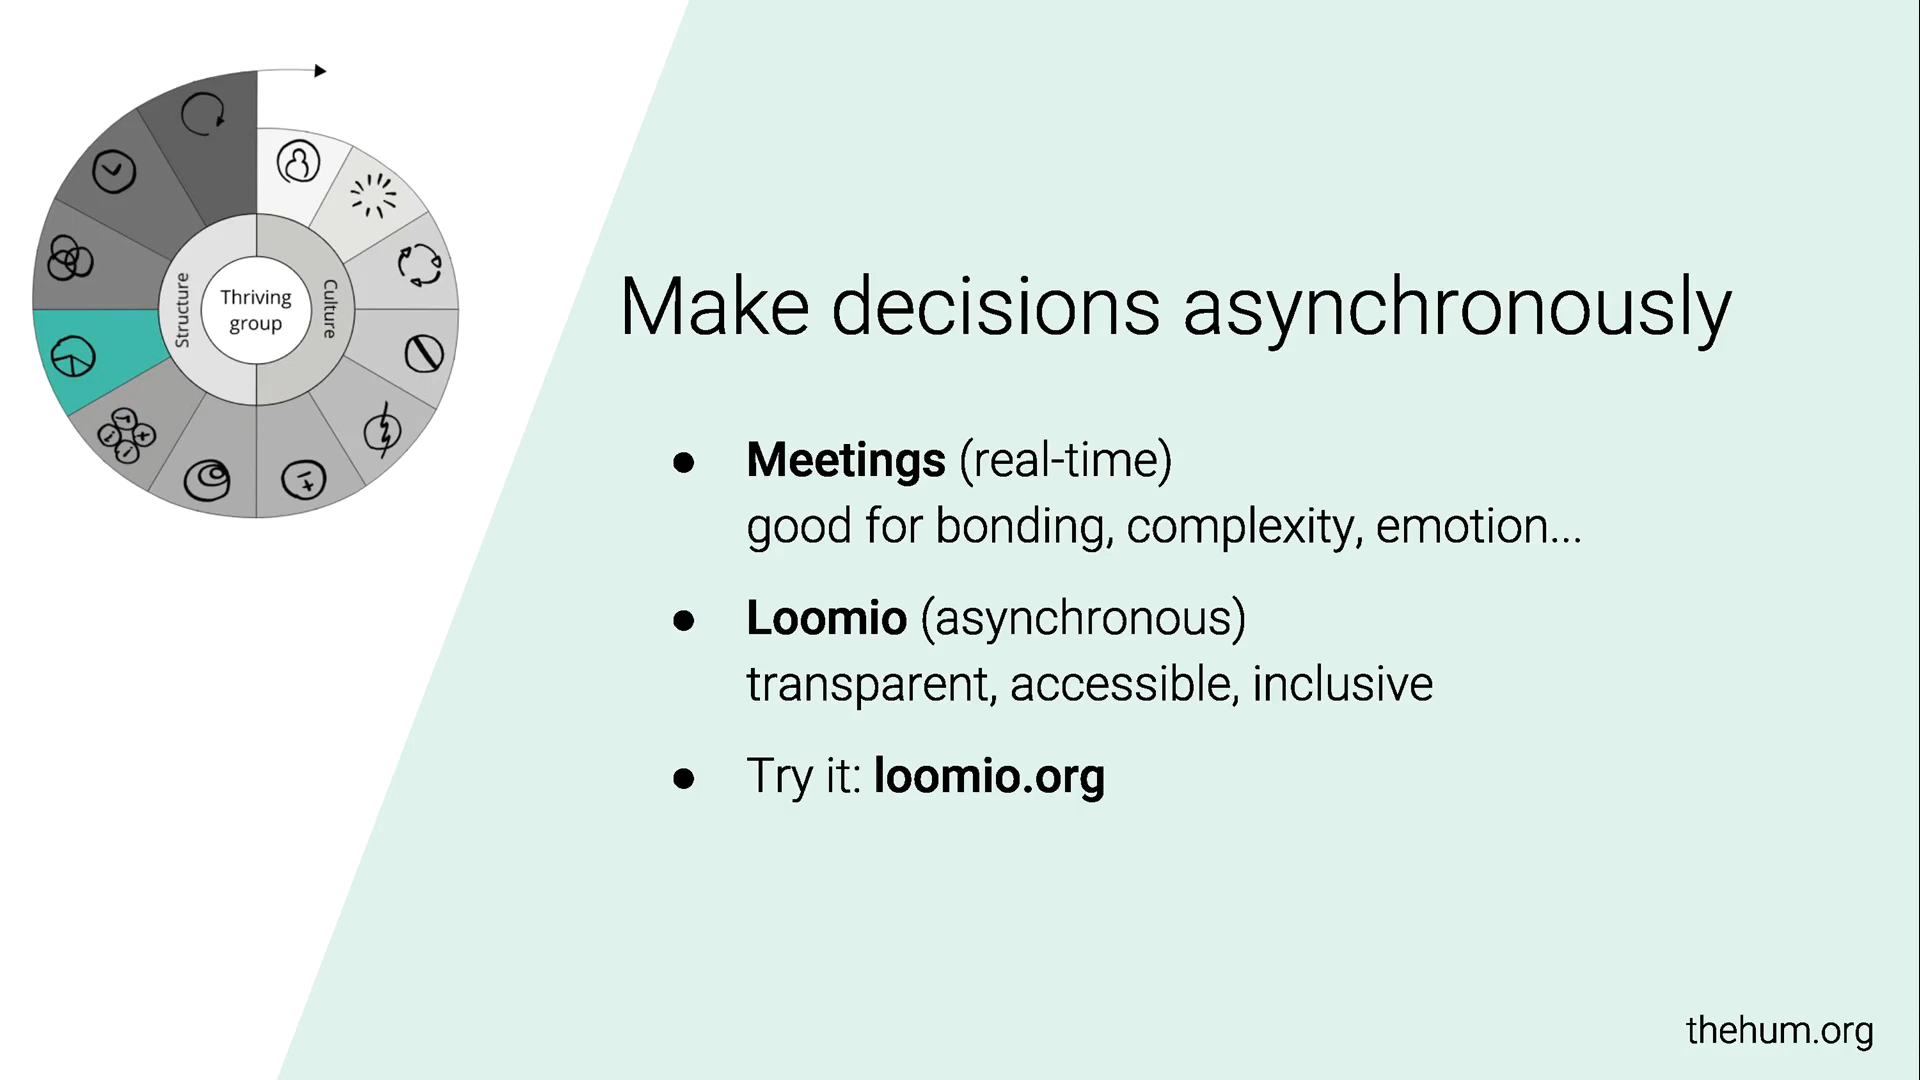 Thriving
group
Structure
Culture
Make decisions asynchronously
● Meetings (real-time)
good for bonding, complexity, emotion...
● Loomio (asynchronous)
transparent, accessible, inclusive
● Try it: loomio.org
thehum.org